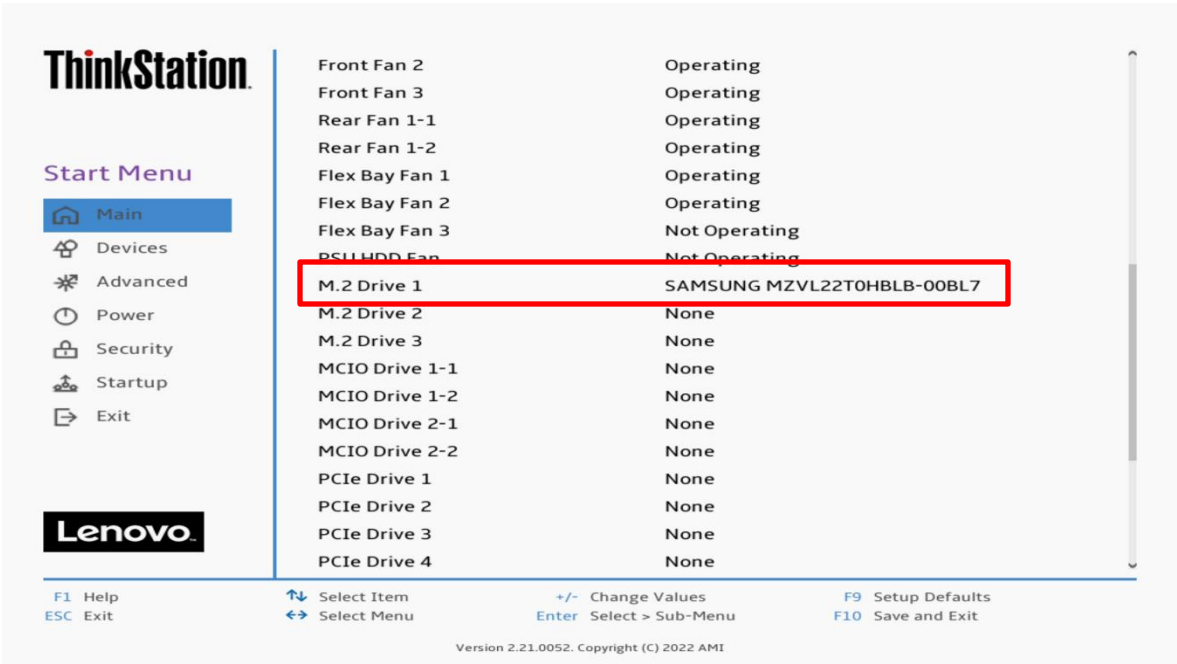 ThinkStation
Start Menu
Main
Devices
Advanced
Power
Security
Startup
Exit
Lenovo
Front Fan 2 Operating
Front Fan 3 Operating
Rear Fan 1-1 Operating
Rear Fan 1-2 Operating
Flex Bay Fan 1 Operating
Flex Bay Fan 2 Operating
Flex Bay Fan 3 Not Operating
PSU HDD Fan Not Operating
M.2 Drive 1 SAMSUNG MZVL22T0HBLB-00BL7
M.2 Drive 2 None
M.2 Drive 3 None
MCIO Drive 1-1 None
MCIO Drive 1-2 None
MCIO Drive 2-1 None
MCIO Drive 2-2 None
PCIe Drive 1 None
PCIe Drive 2 None
PCIe Drive 3 None
PCIe Drive 4 None
F1 Help ↑↓ Select Item +/- Change Values F9 Setup Defaults
ESC Exit ←→ Select Menu Enter Select > Sub-Menu F10 Save and Exit
Version 2.21.0052. Copyright (C) 2022 AMI